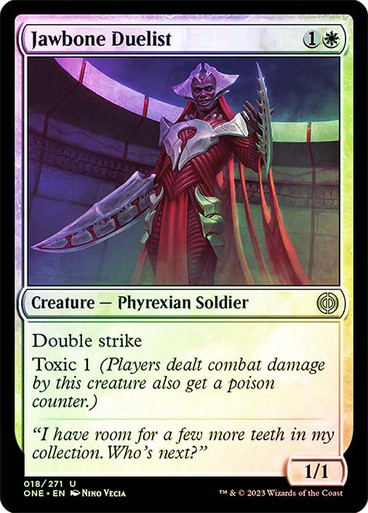 Jawbone Duelist 1
Creature — Phyrexian Soldier
Double strike
Toxic 1 (Players dealt combat damage
by this creature also get a poison
counter.)
“I have room for a few more teeth in my
collection. Who’s next?”
1/1
018/271 U
ONE • EN Nino Vecia
™ & © 2023 Wizards of the Coast